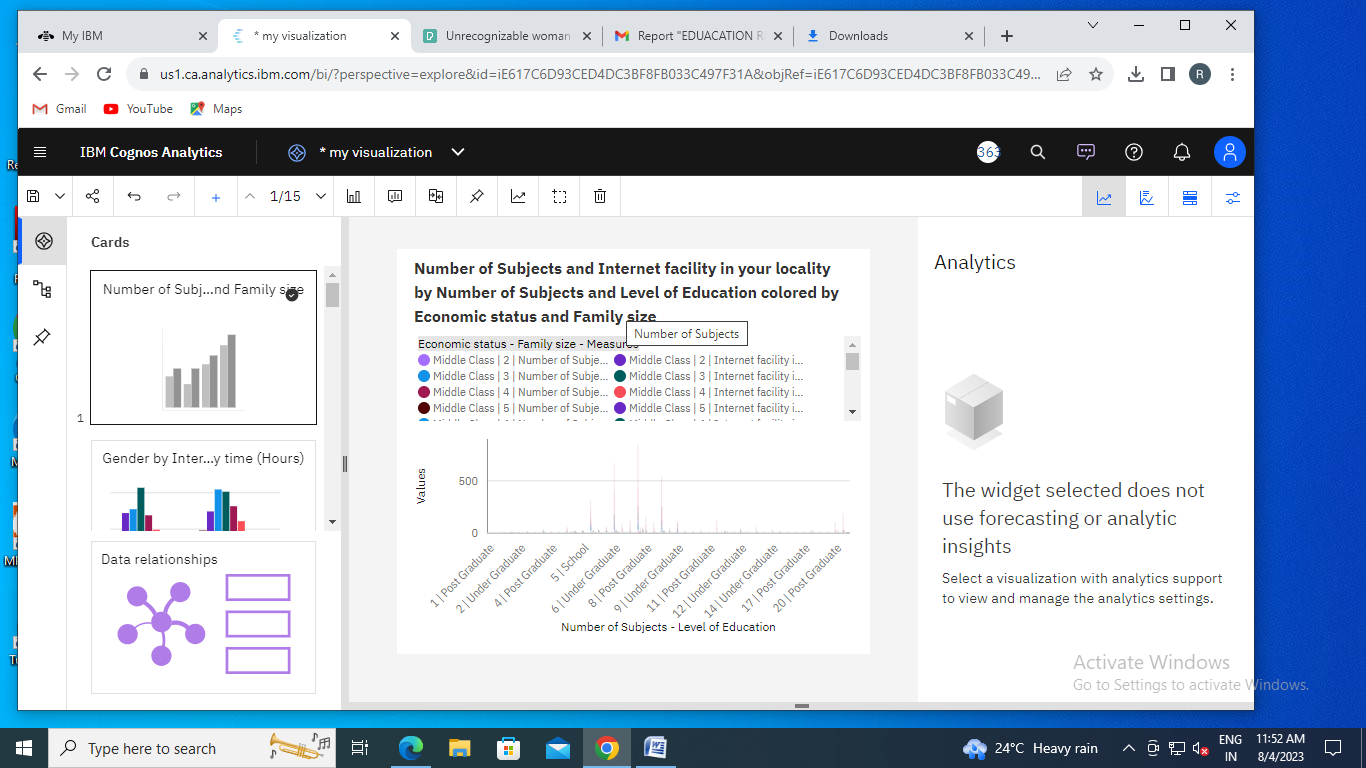 My IBM
* my visualization
Unrecognizable woman
Report "EDUACATION R
Downloads
us1.ca.analytics.ibm.com/bi/?perspective=explore&id=iE617C6D93CED4DC3BF8FB033C497F31A&objRef=iE617C6D93CED4DC3BF8FB033C49...
R
Gmail
YouTube
Maps
IBM Cognos Analytics
* my visualization
363
1/15
Cards
Number of Subj...nd Family size
1
Gender by Inter...y time (Hours)
Data relationships
Number of Subjects and Internet facility in your locality
by Number of Subjects and Level of Education colored by
Economic status and Family size
Number of Subjects
Economic status - Family size - Measures
Middle Class | 2 | Number of Subje...
Middle Class | 2 | Internet facility i...
Middle Class | 3 | Number of Subje...
Middle Class | 3 | Internet facility i...
Middle Class | 4 | Number of Subje...
Middle Class | 4 | Internet facility i...
Middle Class | 5 | Number of Subje...
Middle Class | 5 | Internet facility i...
Values
500
0
1 | Post Graduate
2 | Under Graduate
4 | Post Graduate
5 | School
6 | Under Graduate
8 | Post Graduate
9 | Under Graduate
11 | Post Graduate
12 | Under Graduate
14 | Under Graduate
17 | Post Graduate
20 | Post Graduate
Number of Subjects - Level of Education
Analytics
The widget selected does not
use forecasting or analytic
insights
Select a visualization with analytics support
to view and manage the analytics settings.
Activate Windows
Go to Settings to activate Windows.
Type here to search
24°C Heavy rain
ENG
IN
11:52 AM
8/4/2023